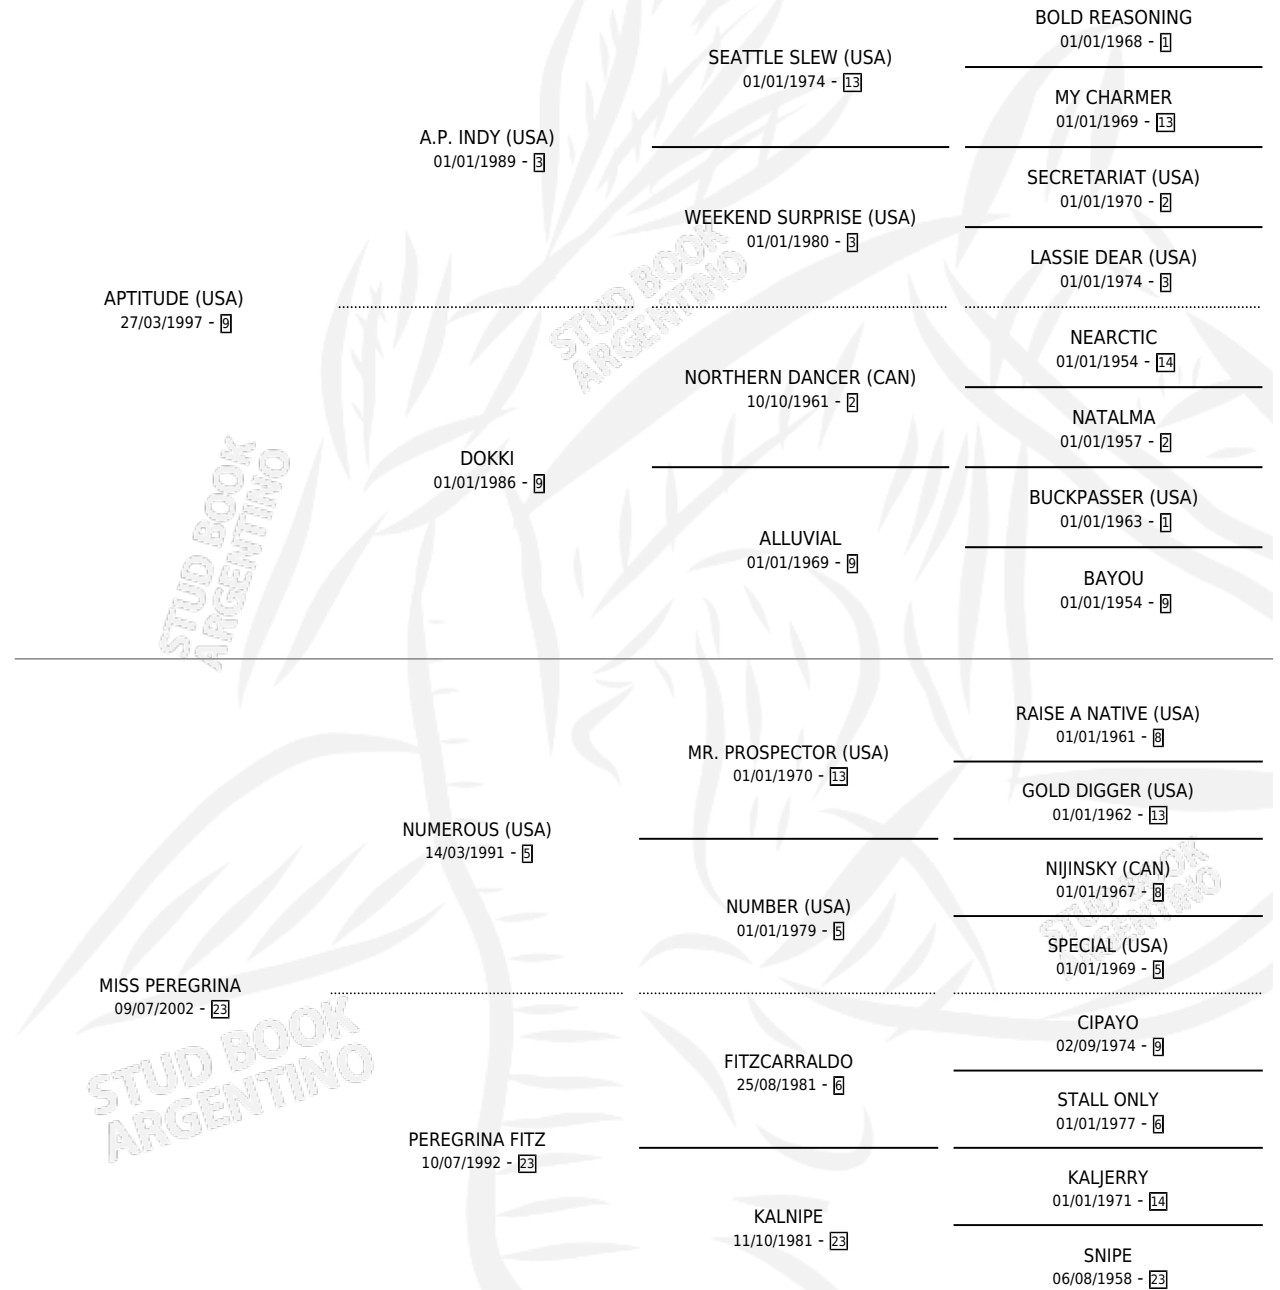 BOLD REASONING
01/01/1968 - 1
SEATTLE SLEW (USA)
01/01/1974 - 13
MY CHARMER
01/01/1969 - 13
A.P. INDY (USA)
01/01/1989 - 3
SECRETARIAT (USA)
01/01/1970 - 2
WEEKEND SURPRISE (USA)
01/01/1980 - 3
LASSIE DEAR (USA)
01/01/1974 - 3
APTITUDE (USA)
27/03/1997 - 9
NEARCTIC
01/01/1954 - 14
NORTHERN DANCER (CAN)
10/10/1961 - 2
NATALMA
01/01/1957 - 2
DOKKI
01/01/1986 - 9
BUCKPASSER (USA)
01/01/1963 - 1
ALLUVIAL
01/01/1969 - 9
BAYOU
01/01/1954 - 9
RAISE A NATIVE (USA)
01/01/1961 - 8
MR. PROSPECTOR (USA)
01/01/1970 - 13
GOLD DIGGER (USA)
01/01/1962 - 13
NUMEROUS (USA)
14/03/1991 - 5
NIJINSKY (CAN)
01/01/1967 - 8
NUMBER (USA)
01/01/1979 - 5
SPECIAL (USA)
01/01/1969 - 5
MISS PEREGRINA
09/07/2002 - 23
CIPAYO
02/09/1974 - 9
FITZCARRALDO
25/08/1981 - 6
STALL ONLY
01/01/1977 - 6
PEREGRINA FITZ
10/07/1992 - 23
KALJERRY
01/01/1971 - 14
KALNIPE
11/10/1981 - 23
SNIPE
06/08/1958 - 23
STUD BOOK
ARGENTINO
STUD BOOK
ARGENTINO
STUD BOOK
ARGENTINO
STUD BOOK
ARGENTINO